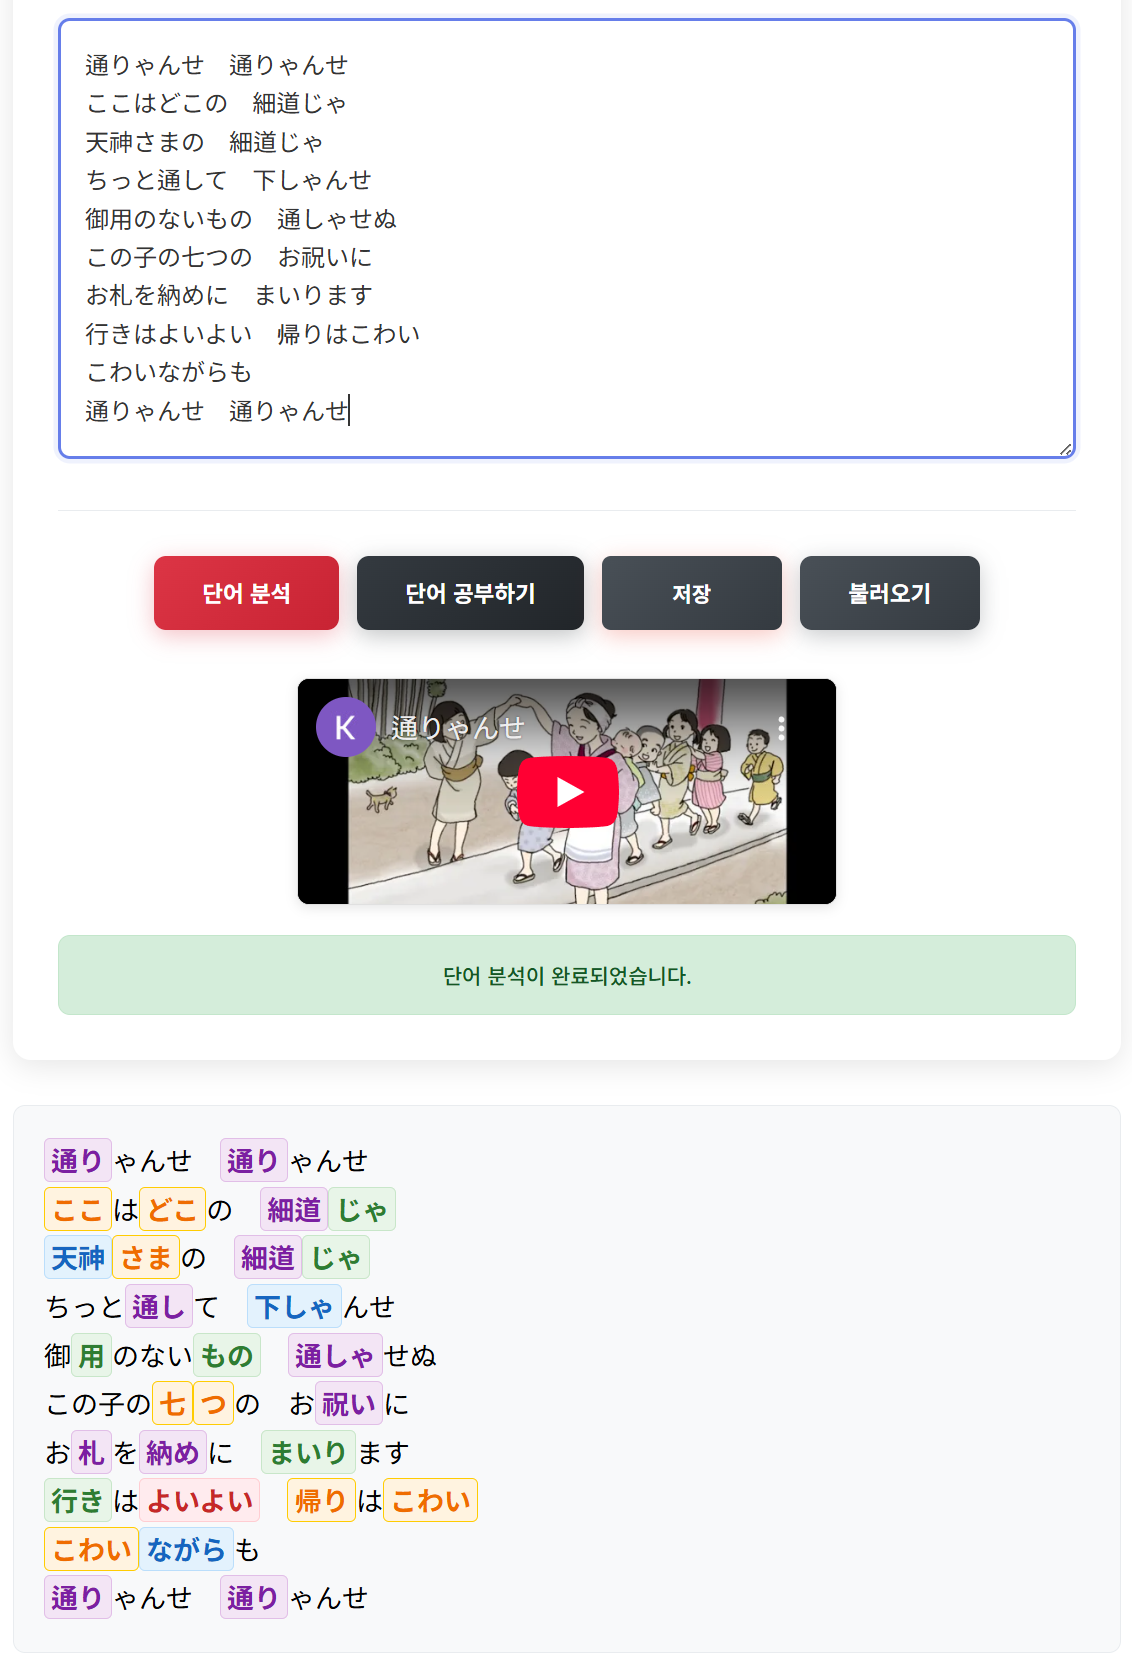 通りゃんせ　通りゃんせ
ここはどこの　細道じゃ
天神さまの　細道じゃ
ちっと通して　下しゃんせ
御用のないもの　通しゃせぬ
この子の七つの　お祝いに
お札を納めに　まいります
行きはよいよい　帰りはこわい
こわいながらも
通りゃんせ　通りゃんせ
단어 분석
단어 공부하기
저장
불러오기
K 通りゃんせ
단어 분석이 완료되었습니다.
通りゃんせ　通りゃんせ
ここはどこの　細道じゃ
天神さまの　細道じゃ
ちっと通して　下しゃんせ
御用のないもの　通しゃせぬ
この子の七つの　お祝いに
お札を納めに　まいります
行きはよいよい　帰りはこわい
こわいながらも
通りゃんせ　通りゃんせ